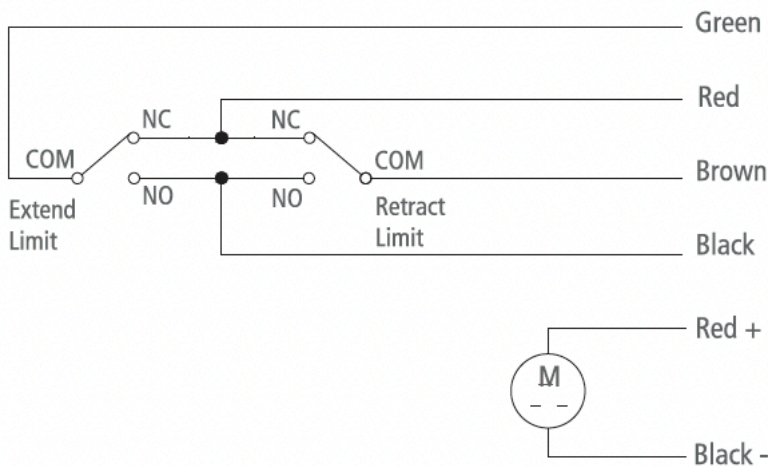 Green
Red
NC
NC
COM
COM
Brown
NO
NO
Extend
Limit
Retract
Limit
Black
Red +
M
Black -